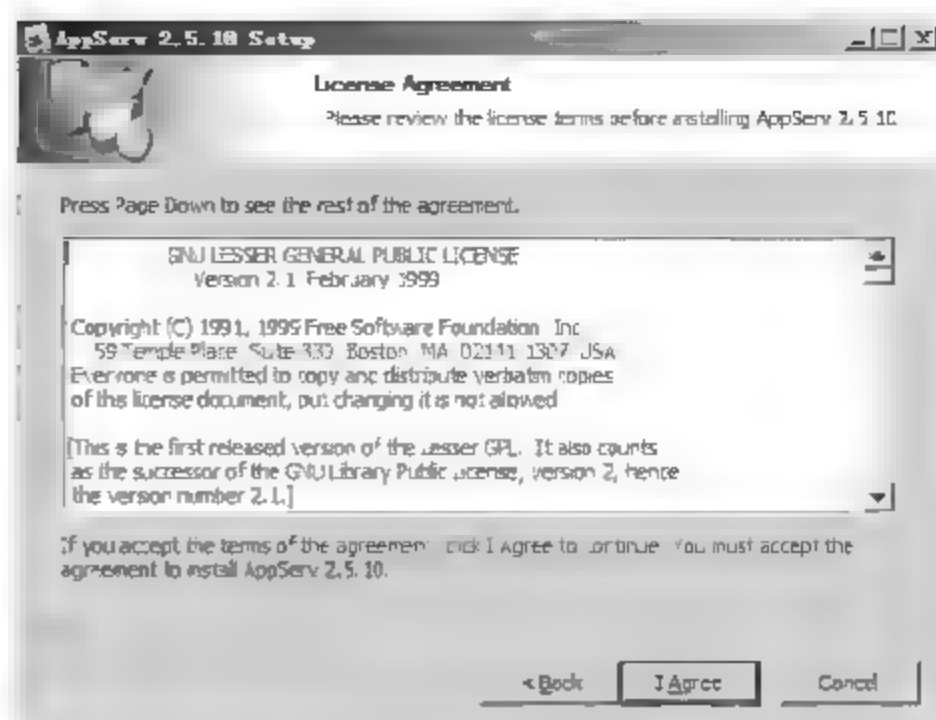 AppServ 2.5.10 Setup
License Agreement
Please review the license terms before installing AppServ 2.5.10.
Press Page Down to see the rest of the agreement.
GNU LESSER GENERAL PUBLIC LICENSE
Version 2.1, February 1999
Copyright (C) 1991, 1999 Free Software Foundation, Inc.
59 Temple Place, Suite 330, Boston, MA 02111-1307 USA
Everyone is permitted to copy and distribute verbatim copies
of this license document, but changing it is not allowed.
[This is the first released version of the Lesser GPL. It also counts
as the successor of the GNU Library Public License, version 2, hence
the version number 2.1.]
If you accept the terms of the agreement, click I Agree to continue. You must accept the
agreement to install AppServ 2.5.10.
< Back
I Agree
Cancel